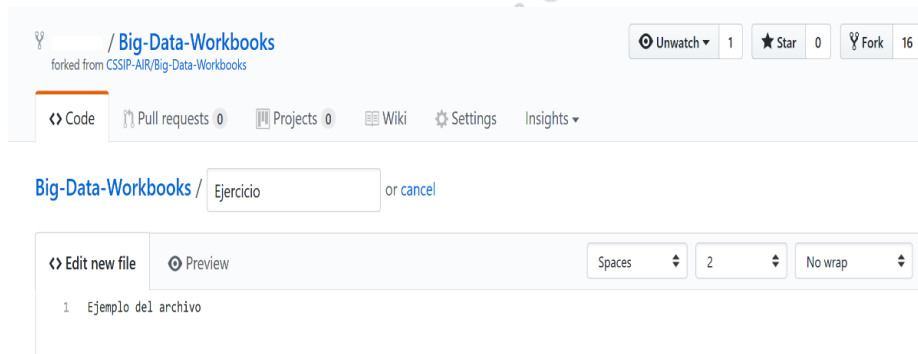 / Big-Data-Workbooks Unwatch 1 Star 0 Fork 16
forked from CSSIP-AIR/Big-Data-Workbooks
<> Code Pull requests 0 Projects 0 Wiki Settings Insights
Big-Data-Workbooks / Ejercicio or cancel
<> Edit new file Preview Spaces 2 No wrap
1 Ejemplo del archivo